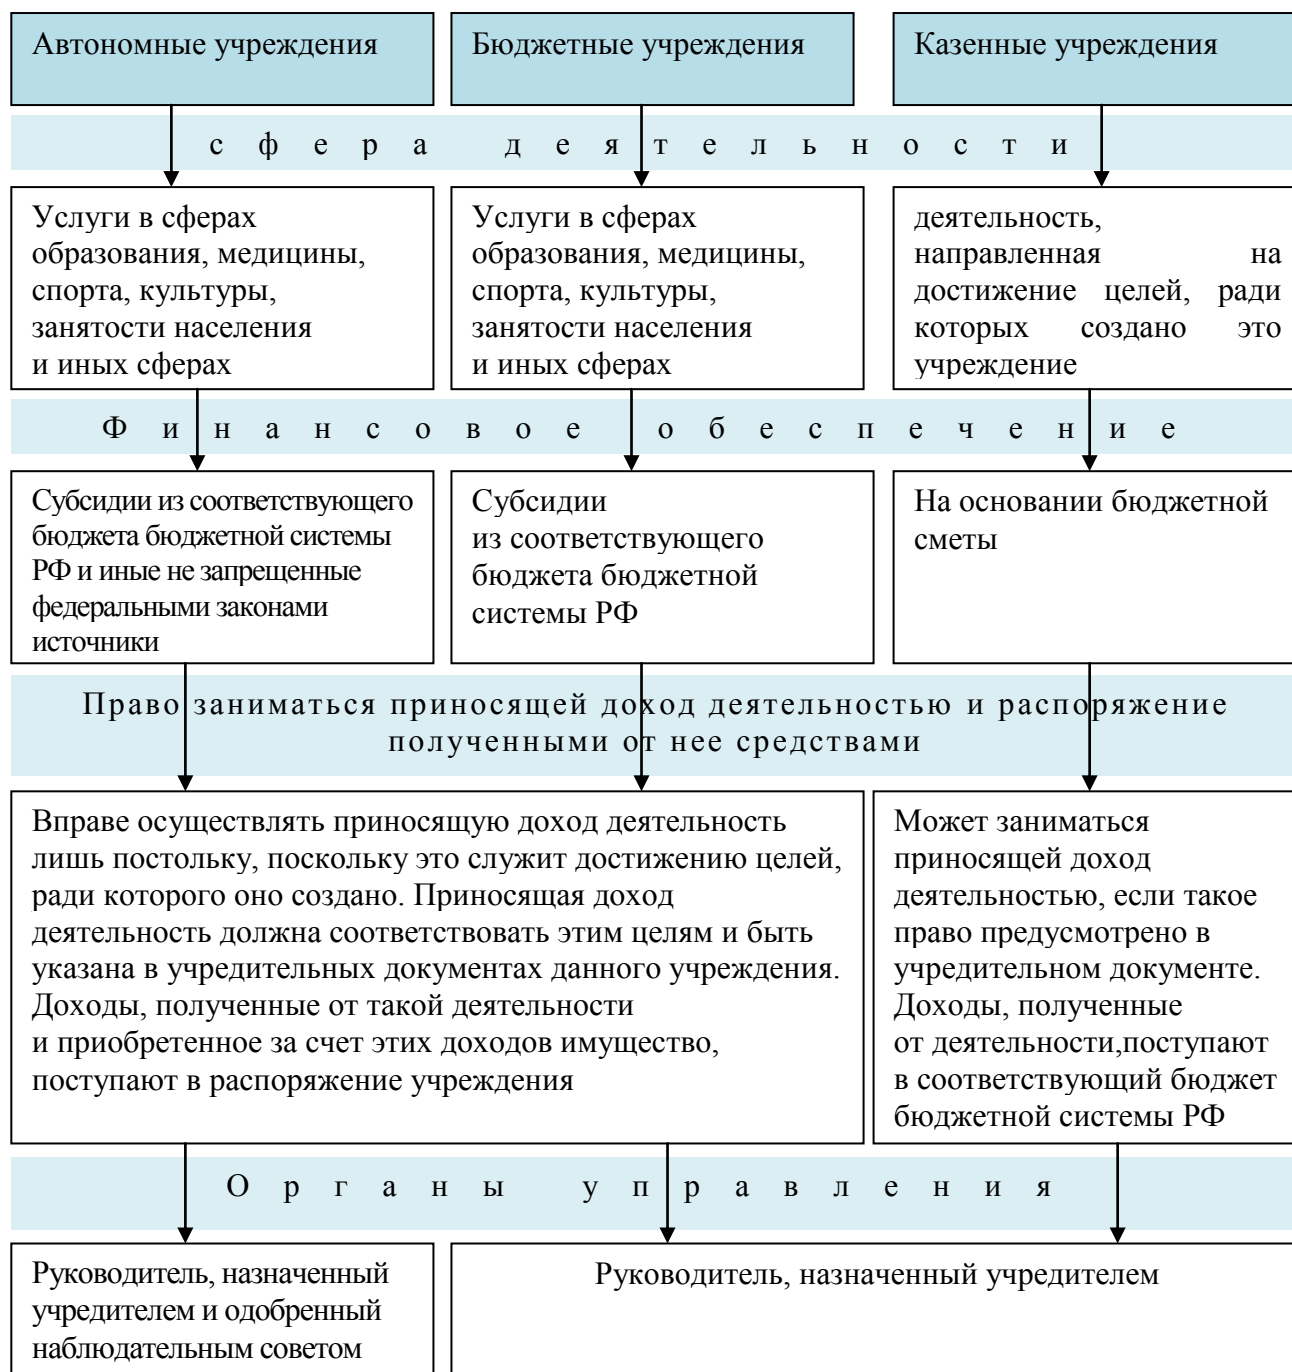 Автономные учреждения
Бюджетные учреждения
Казенные учреждения
сфера деятельности
Услуги в сферах
образования, медицины,
спорта, культуры,
занятости населения
и иных сферах
Услуги в сферах
образования, медицины,
спорта, культуры,
занятости населения
и иных сферах
деятельность,
направленная на
достижение целей, ради
которых создано это
учреждение
Финансовое обеспечение
Субсидии из соответствующего
бюджета бюджетной системы
РФ и иные не запрещенные
федеральными законами
источники
Субсидии
из соответствующего
бюджета бюджетной
системы РФ
На основании бюджетной
сметы
Право заниматься приносящей доход деятельностью и распоряжение
полученными от нее средствами
Вправе осуществлять приносящую доход деятельность
лишь постольку, поскольку это служит достижению целей,
ради которого оно создано. Приносящая доход
деятельность должна соответствовать этим целям и быть
указана в учредительных документах данного учреждения.
Доходы, полученные от такой деятельности
и приобретенное за счет этих доходов имущество,
поступают в распоряжение учреждения
Может заниматься
приносящей доход
деятельностью, если такое
право предусмотрено в
учредительном документе.
Доходы, полученные
от деятельности,поступают
в соответствующий бюджет
бюджетной системы РФ
Органы управления
Руководитель, назначенный
учредителем и одобренный
наблюдательным советом
Руководитель, назначенный учредителем